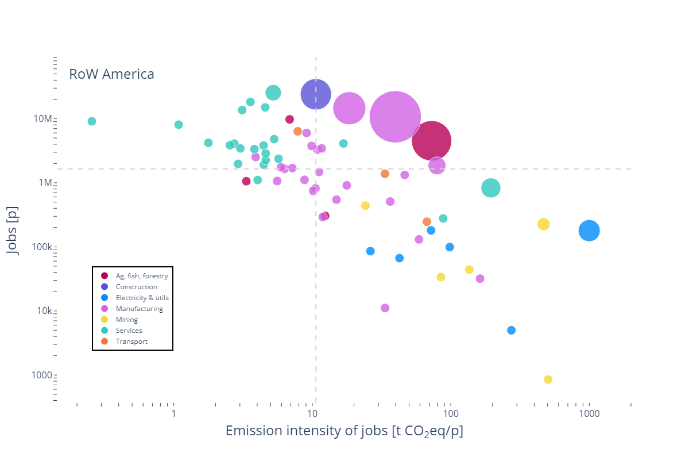 RoW America
10M
1M
100k
10k
1000
Jobs [p]
Ag, fish, forestry
Construction
Electricity & utils
Manufacturing
Mining
Services
Transport
1
10
100
1000
Emission intensity of jobs [t CO₂eq/p]